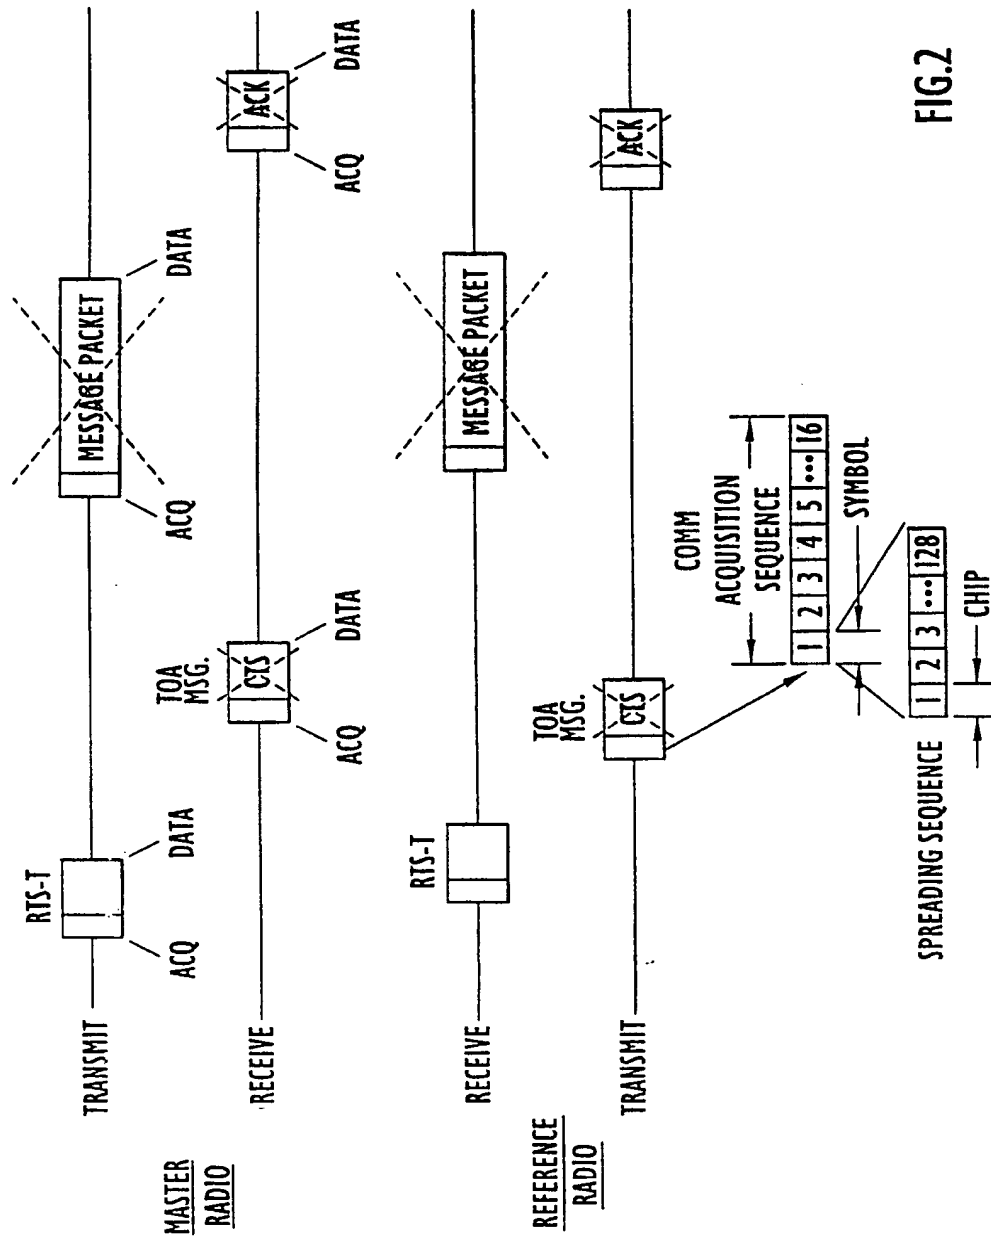 MASTER
RADIO
TRANSMIT
RTS-T
ACQ
DATA
MESSAGE PACKET
ACQ
DATA
RECEIVE
TOA
MSG.
CTS
ACQ
DATA
ACK
ACQ
DATA
REFERENCE
RADIO
RECEIVE
RTS-T
MESSAGE PACKET
TRANSMIT
TOA
MSG.
CTS
ACK
COMM
ACQUISITION
SEQUENCE
1 2 3 4 5 ••• 16
SYMBOL
SPREADING SEQUENCE
1 2 3 ••• 128
CHIP
FIG.2